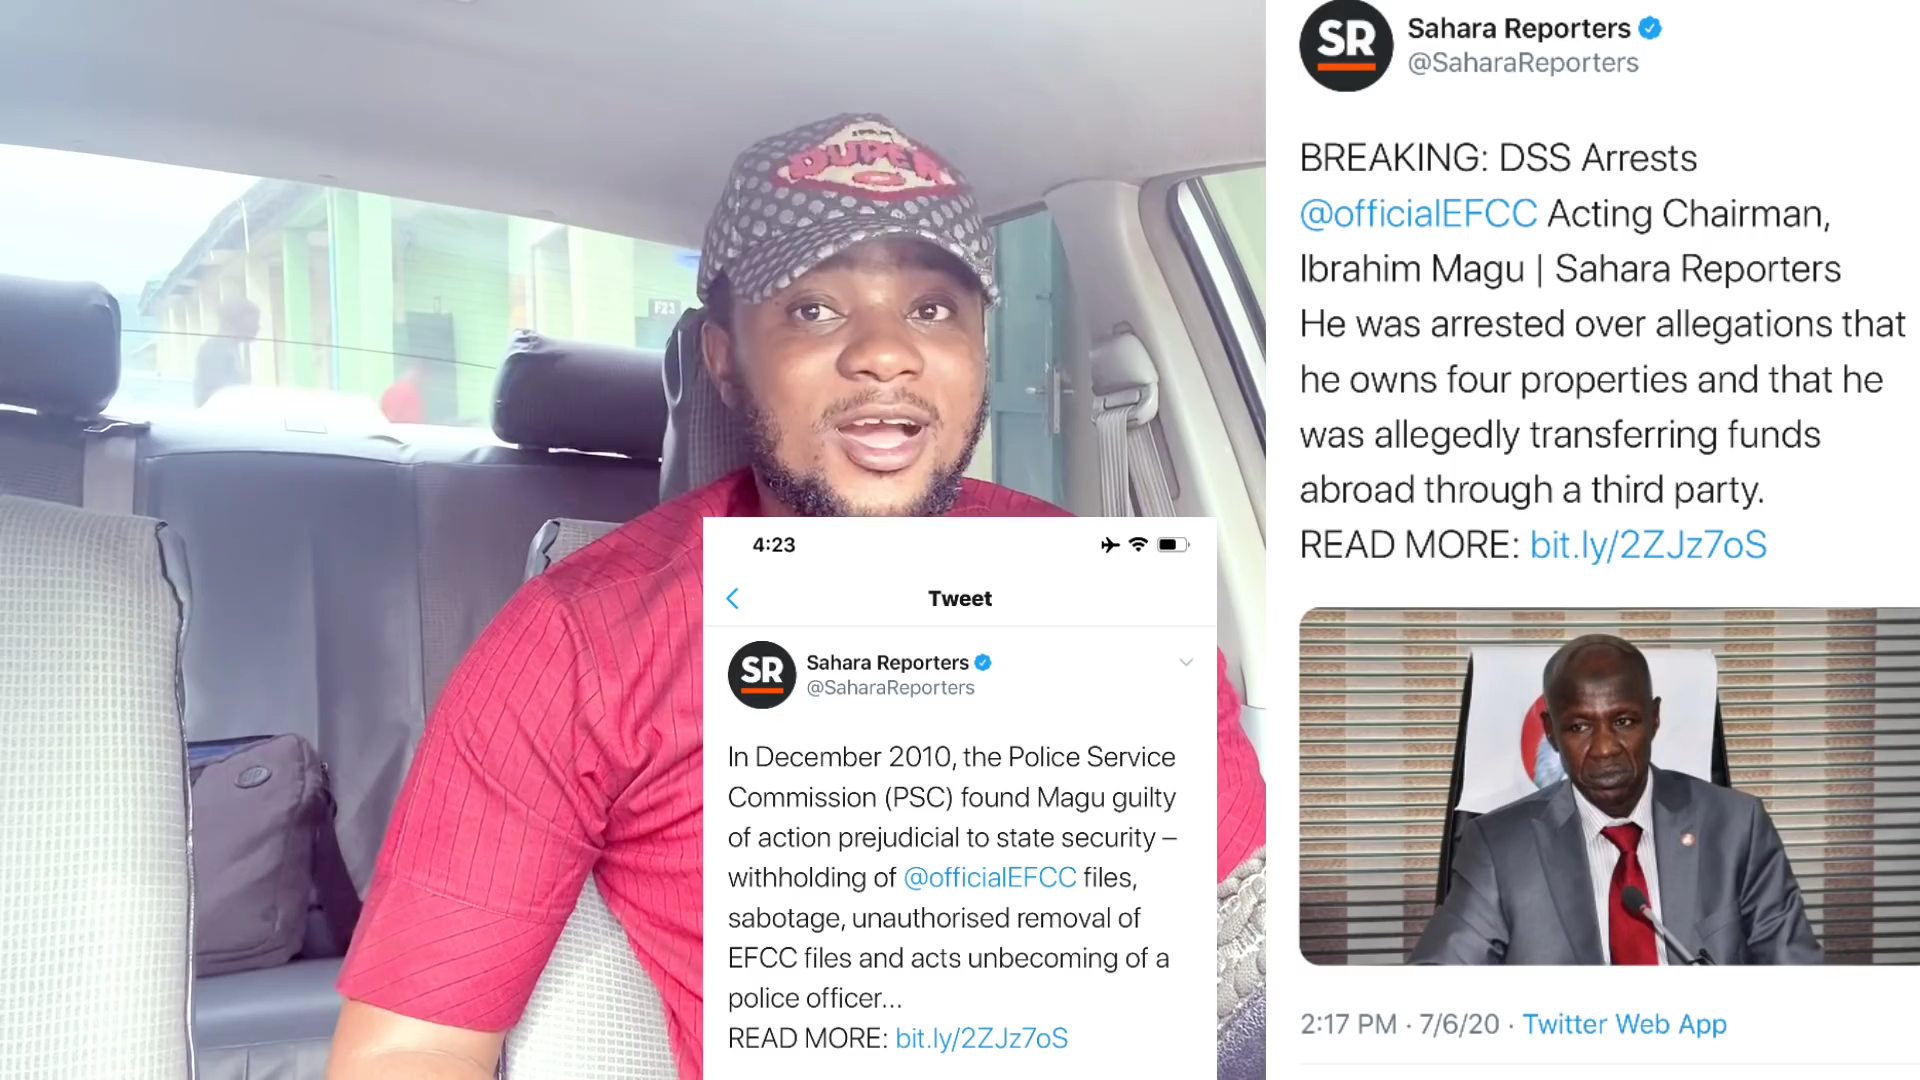 DUPER
F23
4:23
Tweet
SR
Sahara Reporters
@SaharaReporters
In December 2010, the Police Service
Commission (PSC) found Magu guilty
of action prejudicial to state security –
withholding of @officialEFCC files,
sabotage, unauthorised removal of
EFCC files and acts unbecoming of a
police officer...
READ MORE: bit.ly/2ZJz7oS
SR
Sahara Reporters
@SaharaReporters
BREAKING: DSS Arrests
@officialEFCC Acting Chairman,
Ibrahim Magu | Sahara Reporters
He was arrested over allegations that
he owns four properties and that he
was allegedly transferring funds
abroad through a third party.
READ MORE: bit.ly/2ZJz7oS
2:17 PM · 7/6/20 · Twitter Web App